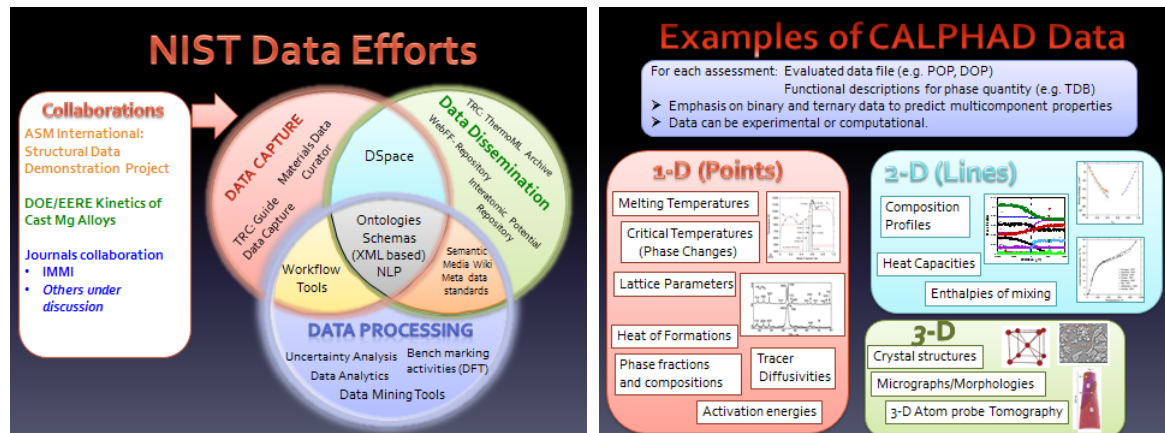 NIST Data Efforts
Collaborations
ASM International:
Structural Data
Demonstration Project
DOE/EERE Kinetics of
Cast Mg Alloys
Journals collaboration
• IMMI
• Others under
discussion
DATA CAPTURE
Materials Data
Curator
TRC: Guide
Data Capture
DSpace
Data Dissemination
TRC: ThermoML Archive
WebFF- Repository
Interatomic Potential
Repository
Ontologies
Schemas
(XML based)
NLP
Workflow
Tools
Semantic
Media Wiki
Meta data
standards
DATA PROCESSING
Uncertainty Analysis
Bench marking
activities (DFT)
Data Analytics
Data Mining Tools
Examples of CALPHAD Data
For each assessment: Evaluated data file (e.g. POP, DOP)
Functional descriptions for phase quantity (e.g. TDB)
➤ Emphasis on binary and ternary data to predict multicomponent properties
➤ Data can be experimental or computational.
1-D (Points)
Melting Temperatures
Critical Temperatures
(Phase Changes)
Lattice Parameters
Heat of Formations
Phase fractions
and compositions
Tracer
Diffusivities
Activation energies
2-D (Lines)
Composition
Profiles
Heat Capacities
Enthalpies of mixing
3-D
Crystal structures
Micrographs/Morphologies
3-D Atom probe Tomography